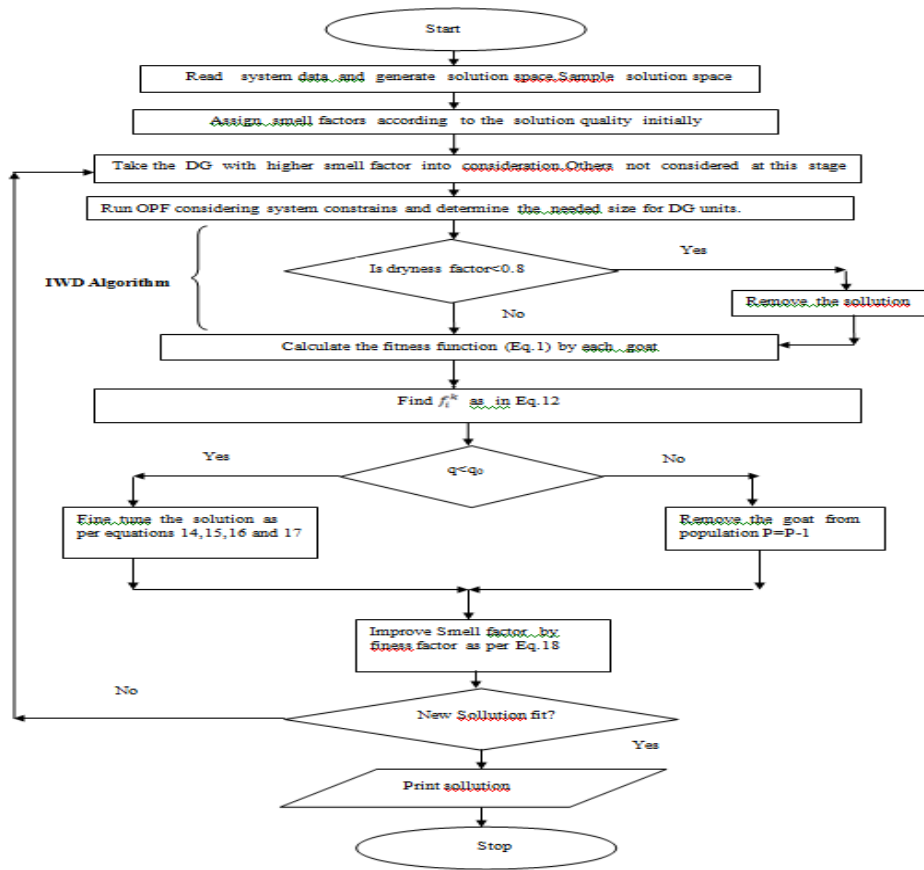 Start
Read system data and generate solution space.Sample solution space
Assign smell factors according to the solution quality initially
Take the DG with higher smell factor into consideration.Others not considered at this stage
Run OPF considering system constrains and determine the needed size for DG units.
IWD Algorithm
Is dryness factor<0.8
Yes
Remove the sollution
No
Calculate the fitness function (Eq.1) by each goat
Find f_i^k as in Eq.12
q<q₀
Yes
No
Fine tune the solution as
per equations 14,15,16 and 17
Remove the goat from
population P=P-1
Improve Smell factor by
finess factor as per Eq.18
No
New Sollution fit?
Yes
Print sollution
Stop